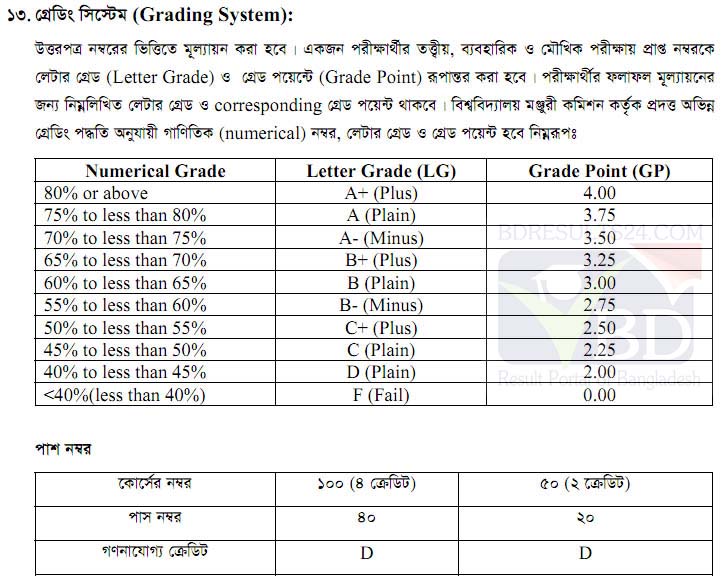 ১৩. গ্রেডিং সিস্টেম (Grading System):
উত্তরপত্র নম্বরের ভিত্তিতে মূল্যায়ন করা হবে । একজন পরীক্ষার্থীর তত্ত্বীয়, ব্যবহারিক ও মৌখিক পরীক্ষায় প্রাপ্ত নম্বরকে
লেটার গ্রেড (Letter Grade) ও গ্রেড পয়েন্টে (Grade Point) রূপান্তর করা হবে । পরীক্ষার্থীর ফলাফল মূল্যায়নের
জন্য নিম্নলিখিত লেটার গ্রেড ও corresponding গ্রেড পয়েন্ট থাকবে । বিশ্ববিদ্যালয় মঞ্জুরী কমিশন কর্তৃক প্রদত্ত অভিন্ন
গ্রেডিং পদ্ধতি অনুযায়ী গাণিতিক (numerical) নম্বর, লেটার গ্রেড ও গ্রেড পয়েন্ট হবে নিম্নরূপঃ
Numerical Grade Letter Grade (LG) Grade Point (GP)
80% or above A+ (Plus) 4.00
75% to less than 80% A (Plain) 3.75
70% to less than 75% A- (Minus) 3.50
65% to less than 70% B+ (Plus) 3.25
60% to less than 65% B (Plain) 3.00
55% to less than 60% B- (Minus) 2.75
50% to less than 55% C+ (Plus) 2.50
45% to less than 50% C (Plain) 2.25
40% to less than 45% D (Plain) 2.00
<40%(less than 40%) F (Fail) 0.00
BDRESULTS24.COM
BD
Result Portal of Bangladesh
পাশ নম্বর
কোর্সের নম্বর ১০০ (৪ ক্রেডিট) ৫০ (২ ক্রেডিট)
পাস নম্বর ৪০ ২০
গণনাযোগ্য ক্রেডিট D D